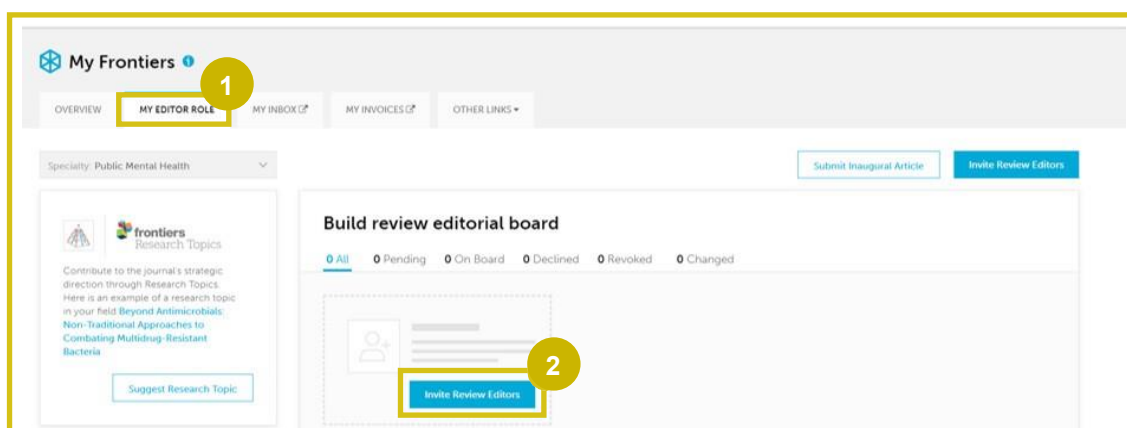 My Frontiers i
1
OVERVIEW MY EDITOR ROLE MY INBOX MY INVOICES OTHER LINKS
Specialty: Public Mental Health
Submit Inaugural Article Invite Review Editors
frontiers
Research Topics
Contribute to the journal's strategic
direction through Research Topics.
Here is an example of a research topic
in your field Beyond Antimicrobials:
Non-Traditional Approaches to
Combating Multidrug-Resistant
Bacteria
Suggest Research Topic
Build review editorial board
0 All 0 Pending 0 On Board 0 Declined 0 Revoked 0 Changed
2
Invite Review Editors